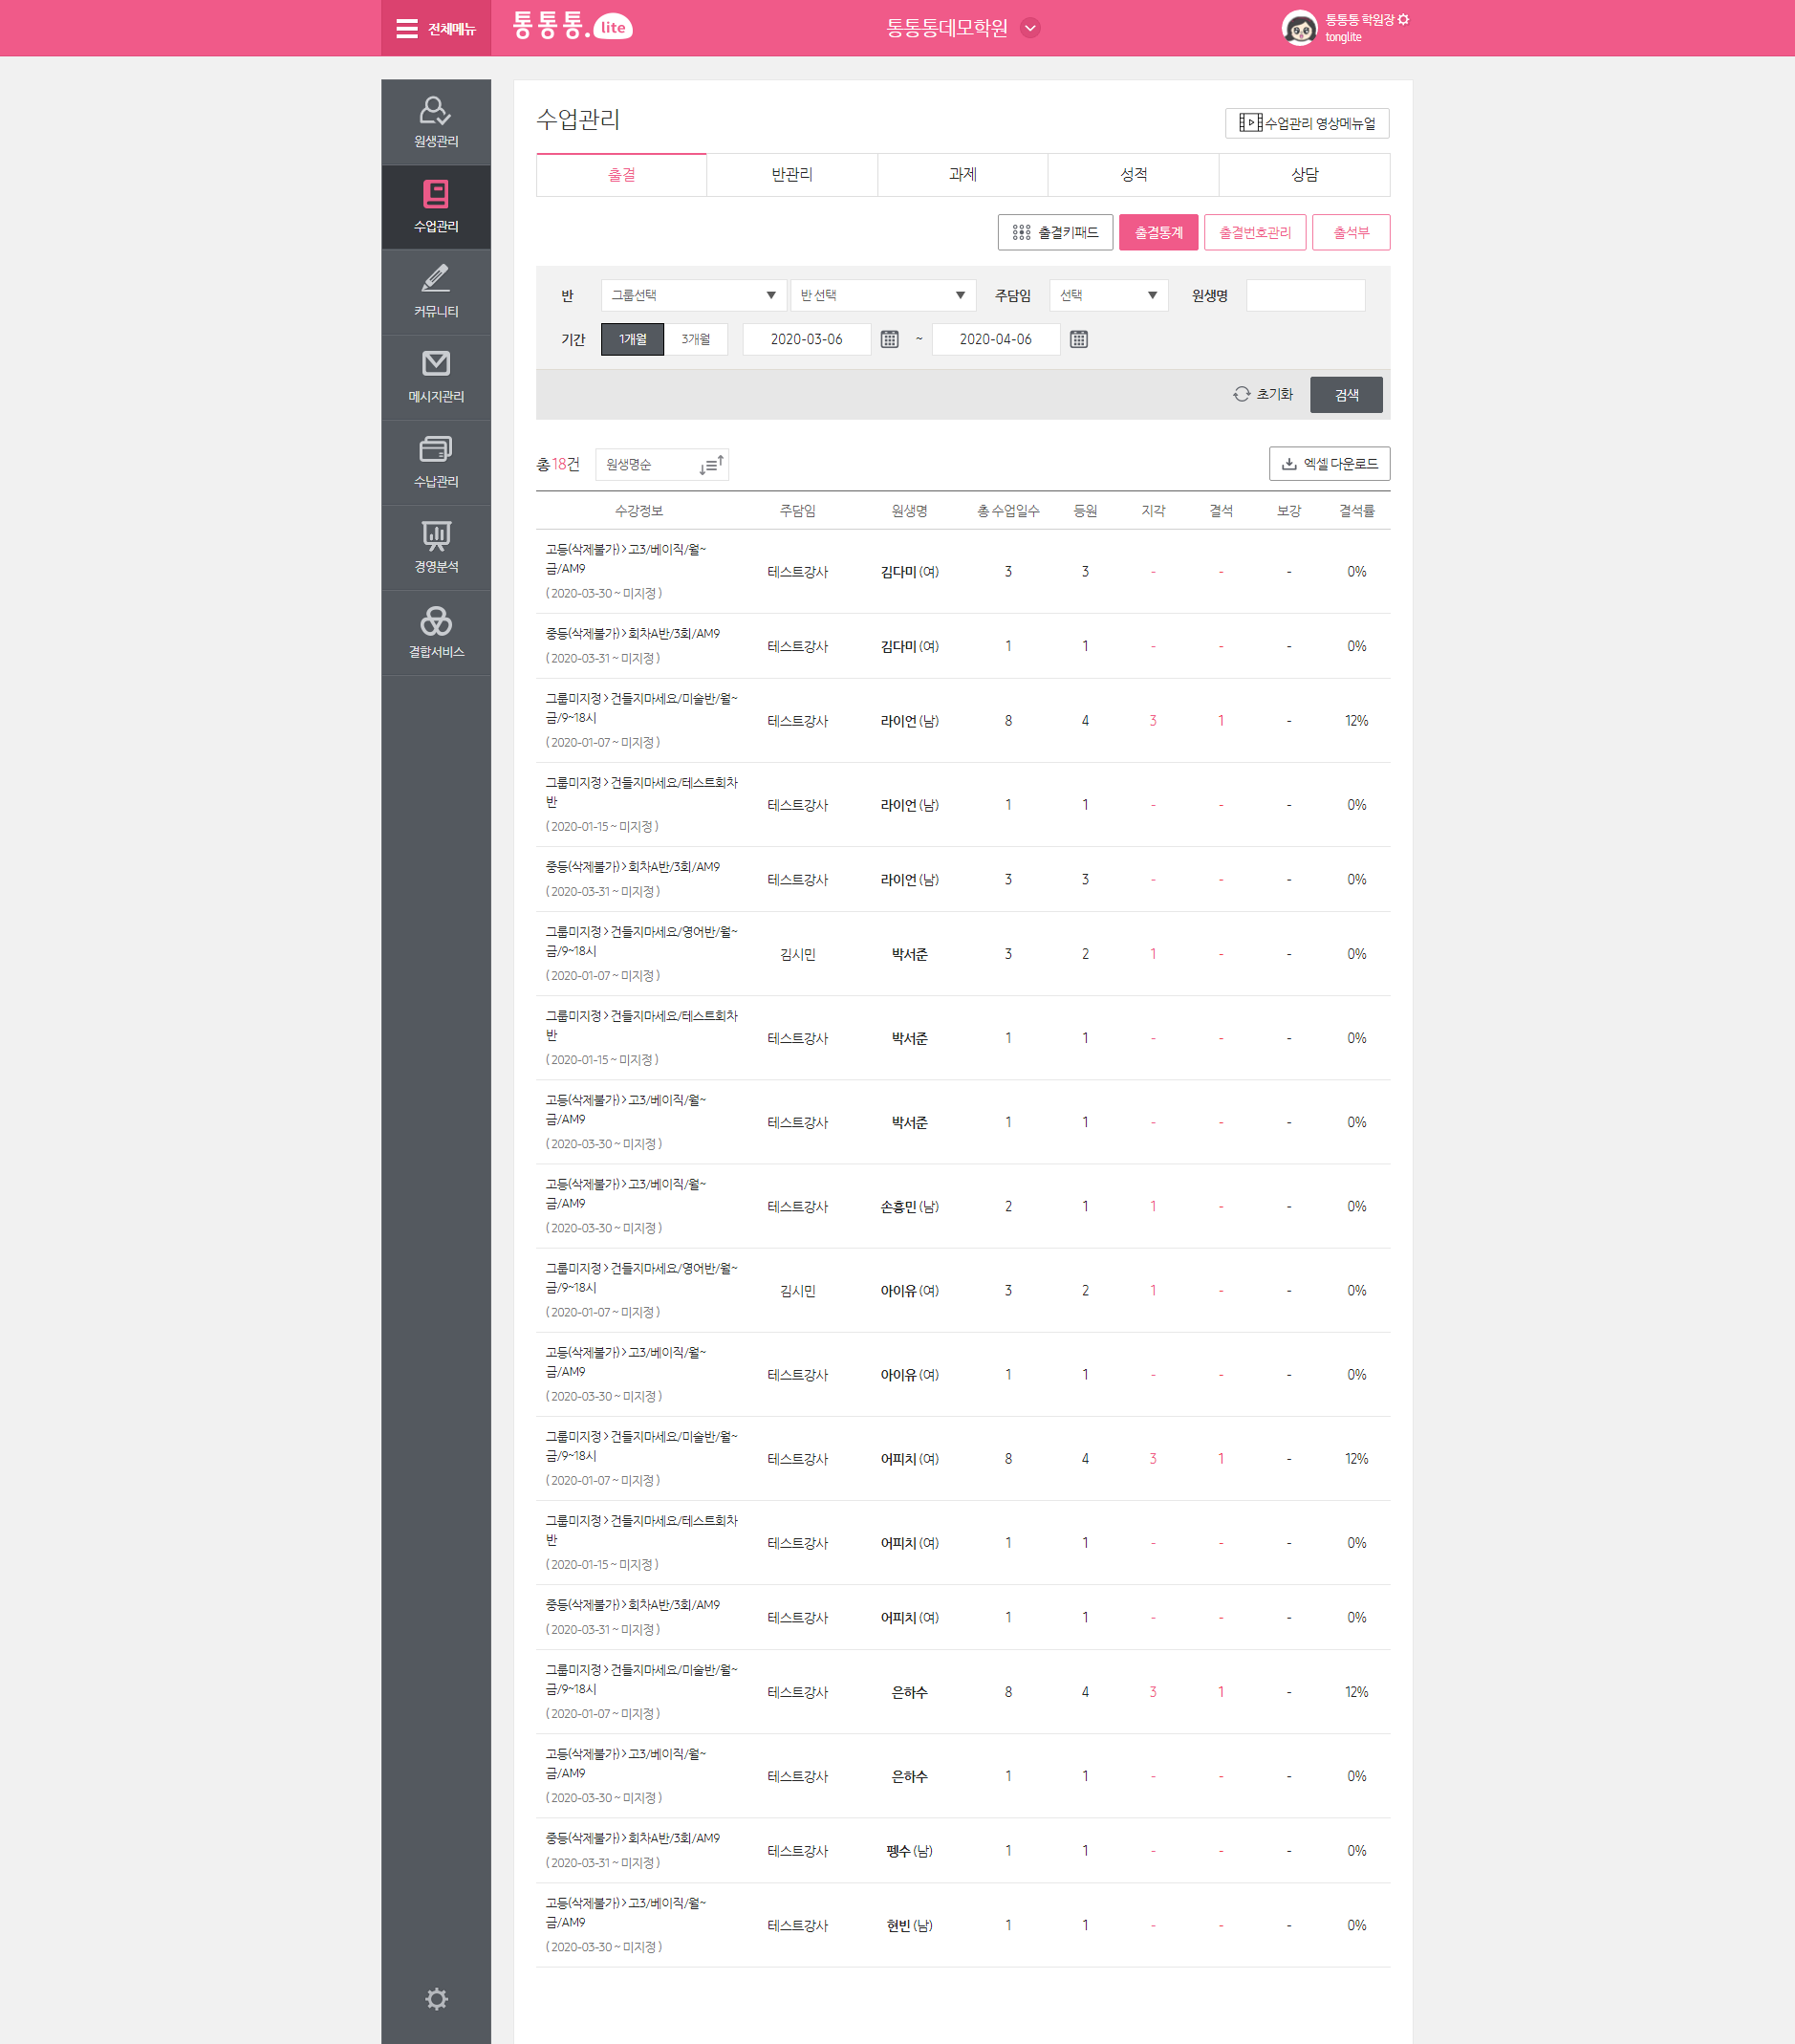 전체메뉴
통통통.lite
통통통데모학원
통통통 학원장
tonglite
원생관리
수업관리
커뮤니티
메시지관리
수납관리
경영분석
결합서비스
수업관리
수업관리 영상메뉴얼
출결 반관리 과제 성적 상담
출결키패드 출결통계 출결번호관리 출석부
반 그룹선택 반 선택 주담임 선택 원생명
기간 1개월 3개월 2020-03-06 ~ 2020-04-06
초기화 검색
총 18건 원생명순 엑셀 다운로드
수강정보 주담임 원생명 총 수업일수 등원 지각 결석 보강 결석률
고등(삭제불가) > 고3/베이직/월~
금/AM9
( 2020-03-30 ~ 미지정 )
테스트강사 김다미 (여) 3 3 - - - 0%
중등(삭제불가) > 회차A반/3회/AM9
( 2020-03-31 ~ 미지정 )
테스트강사 김다미 (여) 1 1 - - - 0%
그룹미지정 > 건들지마세요/미술반/월~
금/9~18시
( 2020-01-07 ~ 미지정 )
테스트강사 라이언 (남) 8 4 3 1 - 12%
그룹미지정 > 건들지마세요/테스트회차
반
( 2020-01-15 ~ 미지정 )
테스트강사 라이언 (남) 1 1 - - - 0%
중등(삭제불가) > 회차A반/3회/AM9
( 2020-03-31 ~ 미지정 )
테스트강사 라이언 (남) 3 3 - - - 0%
그룹미지정 > 건들지마세요/영어반/월~
금/9~18시
( 2020-01-07 ~ 미지정 )
김시민 박서준 3 2 1 - - 0%
그룹미지정 > 건들지마세요/테스트회차
반
( 2020-01-15 ~ 미지정 )
테스트강사 박서준 1 1 - - - 0%
고등(삭제불가) > 고3/베이직/월~
금/AM9
( 2020-03-30 ~ 미지정 )
테스트강사 박서준 1 1 - - - 0%
고등(삭제불가) > 고3/베이직/월~
금/AM9
( 2020-03-30 ~ 미지정 )
테스트강사 손흥민 (남) 2 1 1 - - 0%
그룹미지정 > 건들지마세요/영어반/월~
금/9~18시
( 2020-01-07 ~ 미지정 )
김시민 아이유 (여) 3 2 1 - - 0%
고등(삭제불가) > 고3/베이직/월~
금/AM9
( 2020-03-30 ~ 미지정 )
테스트강사 아이유 (여) 1 1 - - - 0%
그룹미지정 > 건들지마세요/미술반/월~
금/9~18시
( 2020-01-07 ~ 미지정 )
테스트강사 어피치 (여) 8 4 3 1 - 12%
그룹미지정 > 건들지마세요/테스트회차
반
( 2020-01-15 ~ 미지정 )
테스트강사 어피치 (여) 1 1 - - - 0%
중등(삭제불가) > 회차A반/3회/AM9
( 2020-03-31 ~ 미지정 )
테스트강사 어피치 (여) 1 1 - - - 0%
그룹미지정 > 건들지마세요/미술반/월~
금/9~18시
( 2020-01-07 ~ 미지정 )
테스트강사 은하수 8 4 3 1 - 12%
고등(삭제불가) > 고3/베이직/월~
금/AM9
( 2020-03-30 ~ 미지정 )
테스트강사 은하수 1 1 - - - 0%
중등(삭제불가) > 회차A반/3회/AM9
( 2020-03-31 ~ 미지정 )
테스트강사 펭수 (남) 1 1 - - - 0%
고등(삭제불가) > 고3/베이직/월~
금/AM9
( 2020-03-30 ~ 미지정 )
테스트강사 현빈 (남) 1 1 - - - 0%